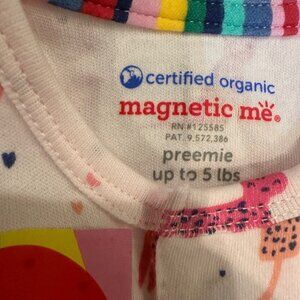 certified organic
magnetic me®
RN #125585
PAT. 9,572,386
preemie
up to 5 lbs